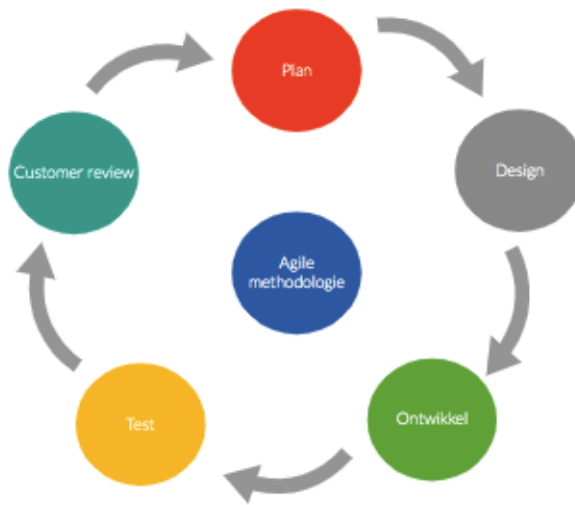 Plan
Design
Customer review
Agile
methodologie
Ontwikkel
Test